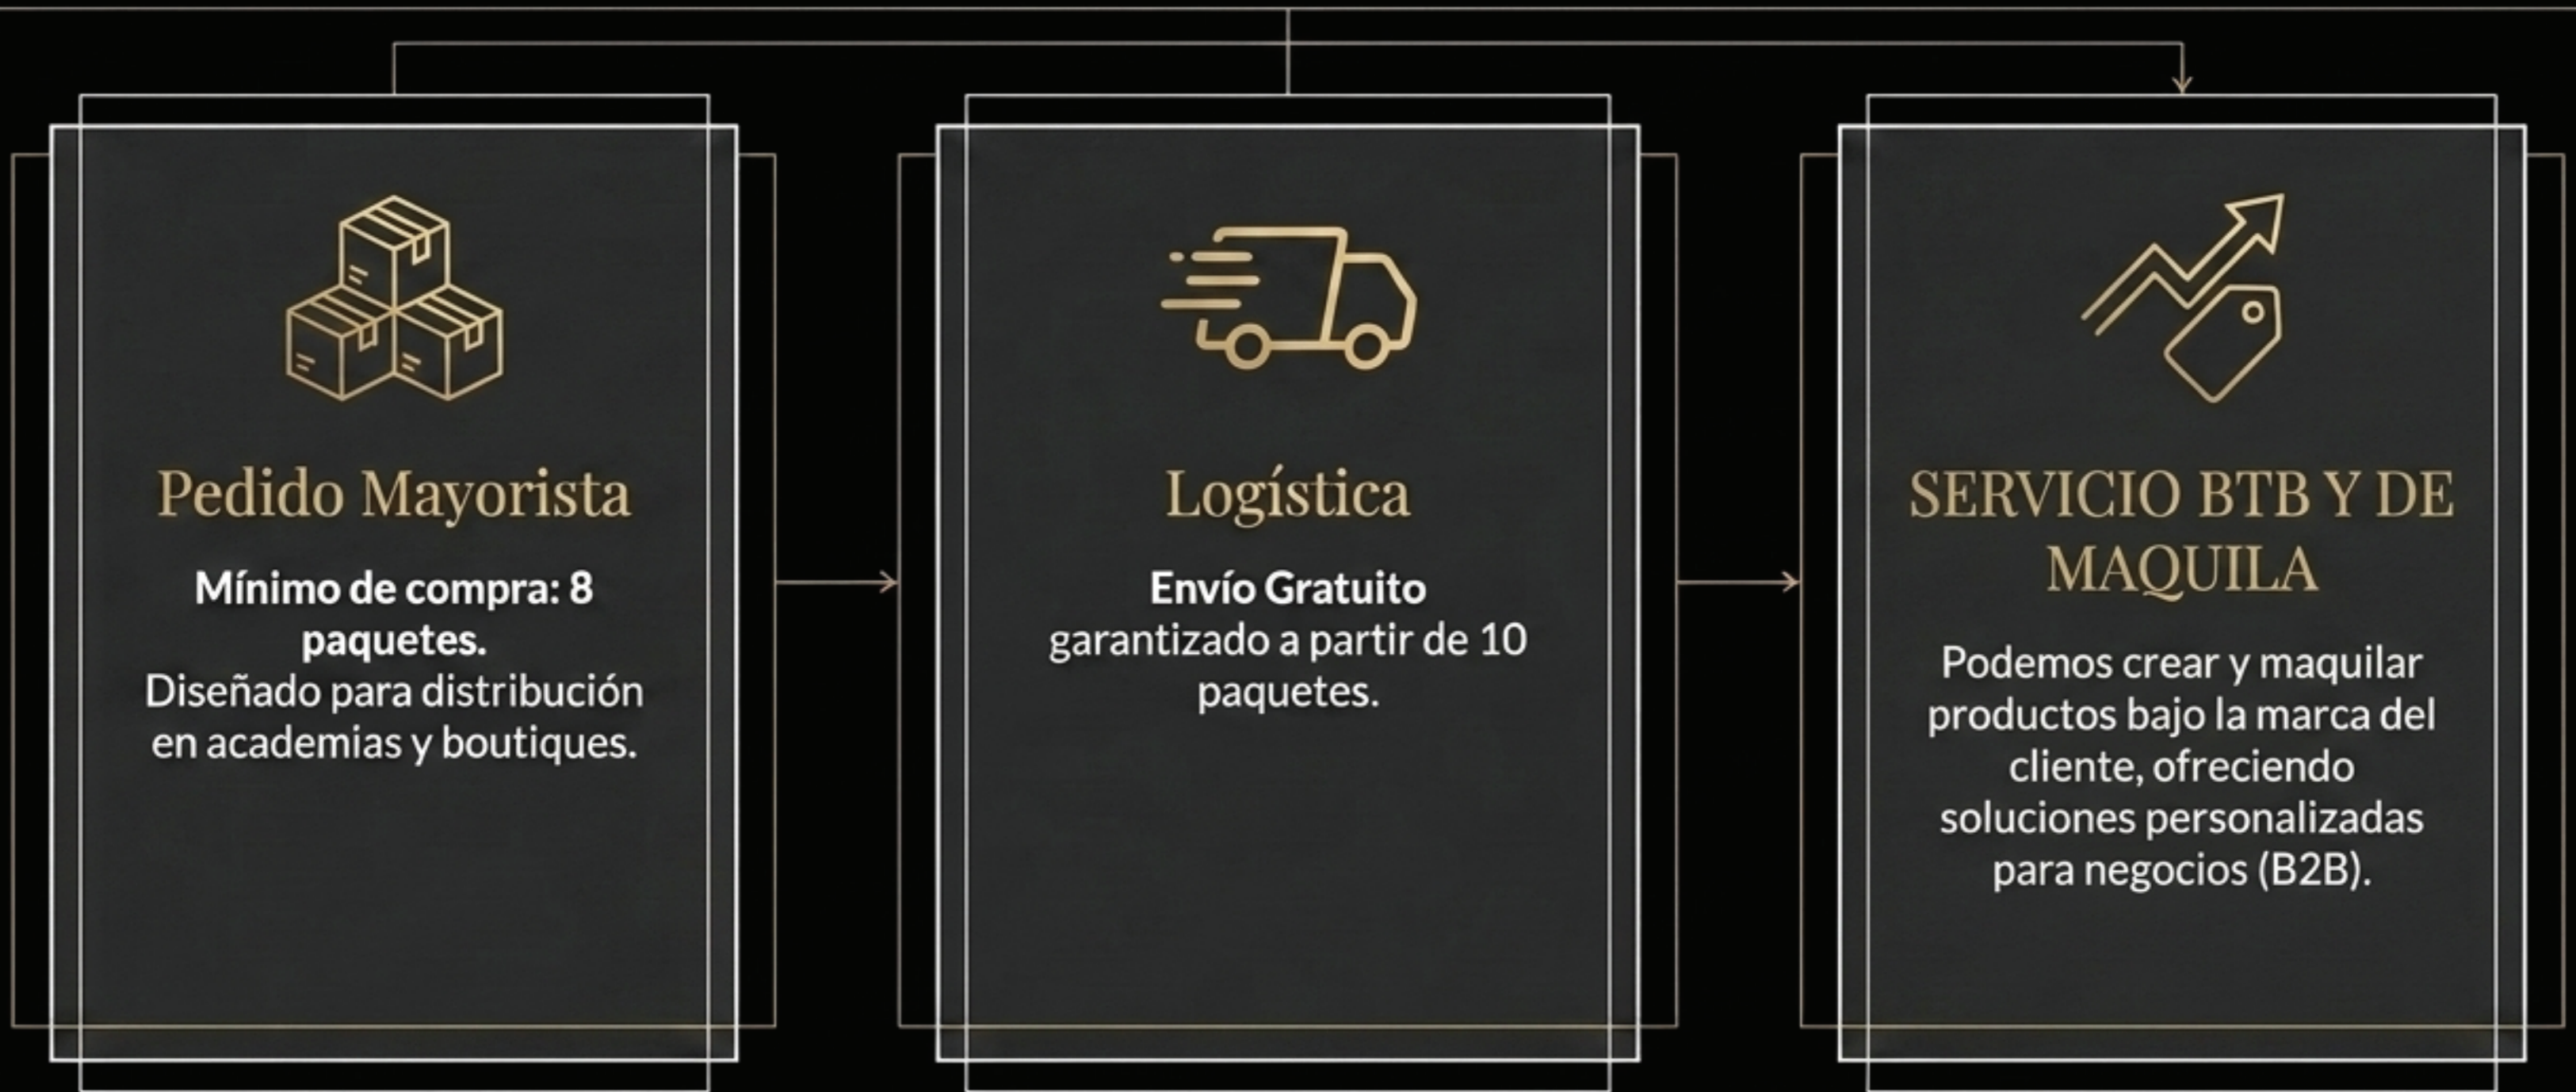 Pedido Mayorista
Mínimo de compra: 8
paquetes.
Diseñado para distribución
en academias y boutiques.
Logística
Envío Gratuito
garantizado a partir de 10
paquetes.
SERVICIO BTB Y DE
MAQUILA
Podemos crear y maquilar
productos bajo la marca del
cliente, ofreciendo
soluciones personalizadas
para negocios (B2B).